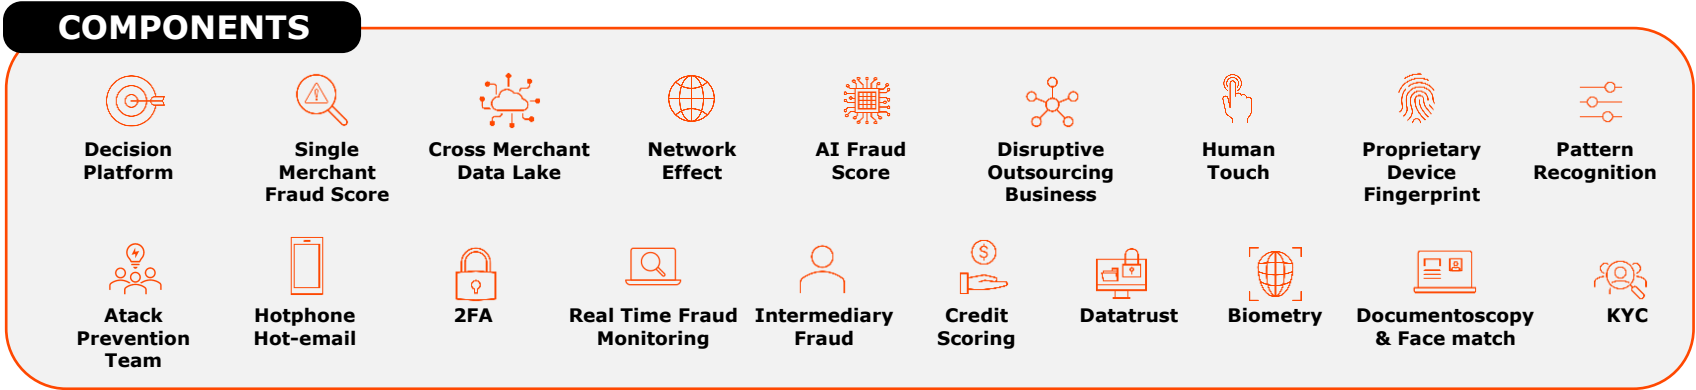 COMPONENTS
Decision
Platform
Single
Merchant
Fraud Score
Cross Merchant
Data Lake
Network
Effect
AI Fraud
Score
Disruptive
Outsourcing
Business
Human
Touch
Proprietary
Device
Fingerprint
Pattern
Recognition
Atack
Prevention
Team
Hotphone
Hot-email
2FA
Real Time Fraud
Monitoring
Intermediary
Fraud
Credit
Scoring
Datatrust
Biometry
Documentoscopy
& Face match
KYC